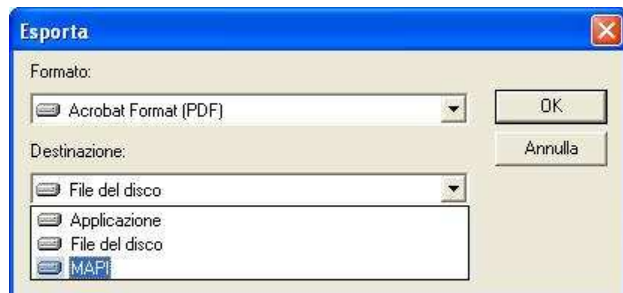 Esporta
Formato:
Acrobat Format (PDF)
OK
Destinazione:
Annulla
File del disco
Applicazione
File del disco
MAPI